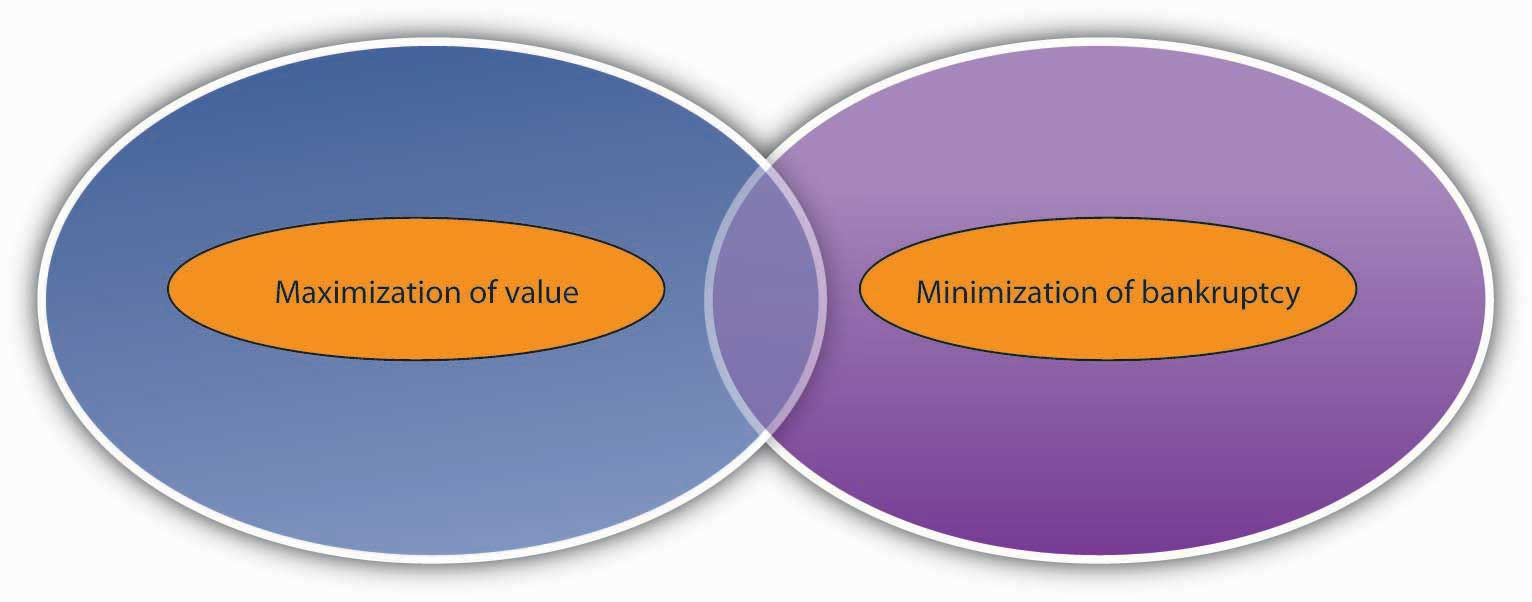 Maximization of value
Minimization of bankruptcy